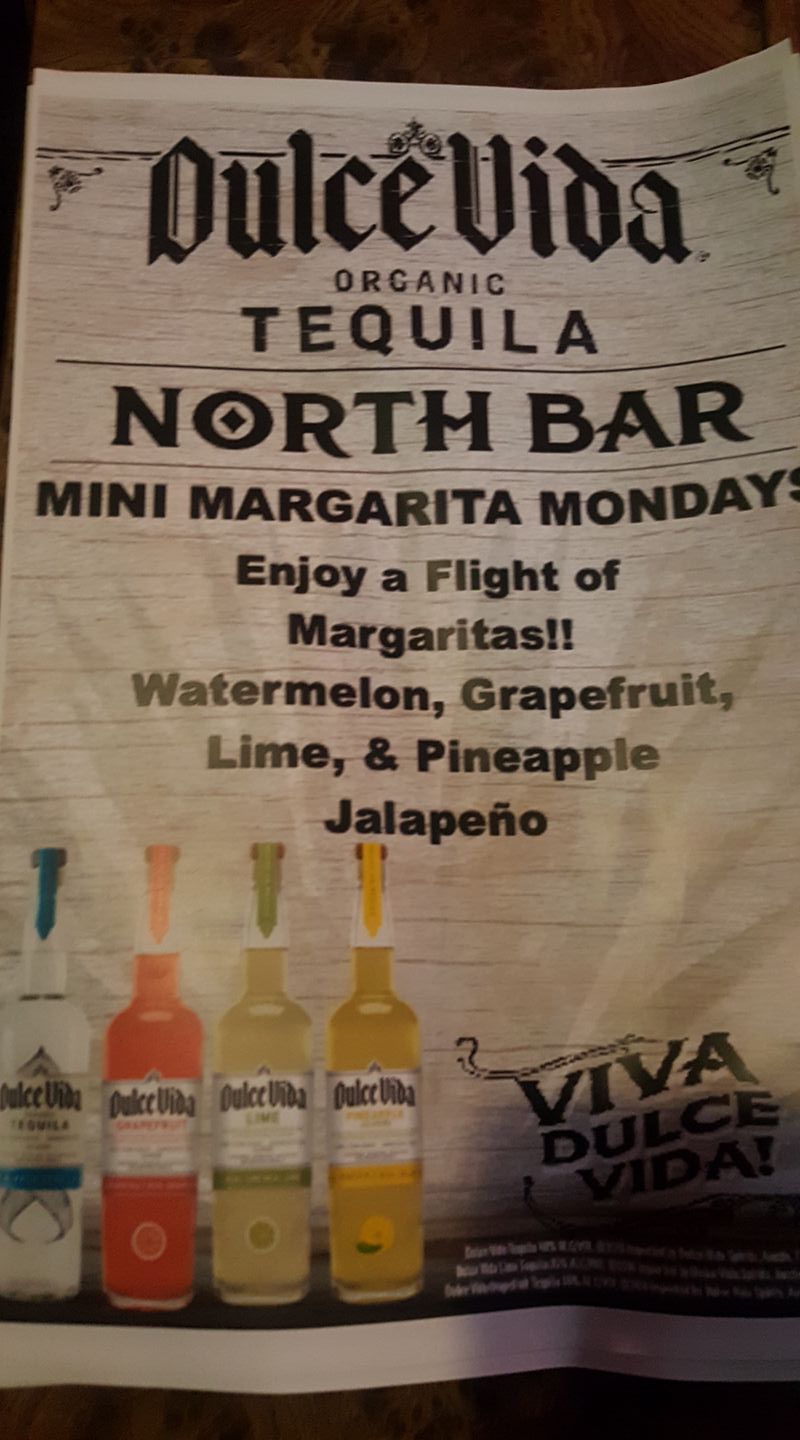 Dulce Vida
ORGANIC
TEQUILA
NORTH BAR
MINI MARGARITA MONDAYS
Enjoy a Flight of
Margaritas!!
Watermelon, Grapefruit,
Lime, & Pineapple
Jalapeño
Dulce Vida
TEQUILA
Dulce Vida
GRAPEFRUIT
Dulce Vida
LIME
Dulce Vida
PINEAPPLE
VIVA
DULCE
VIDA!